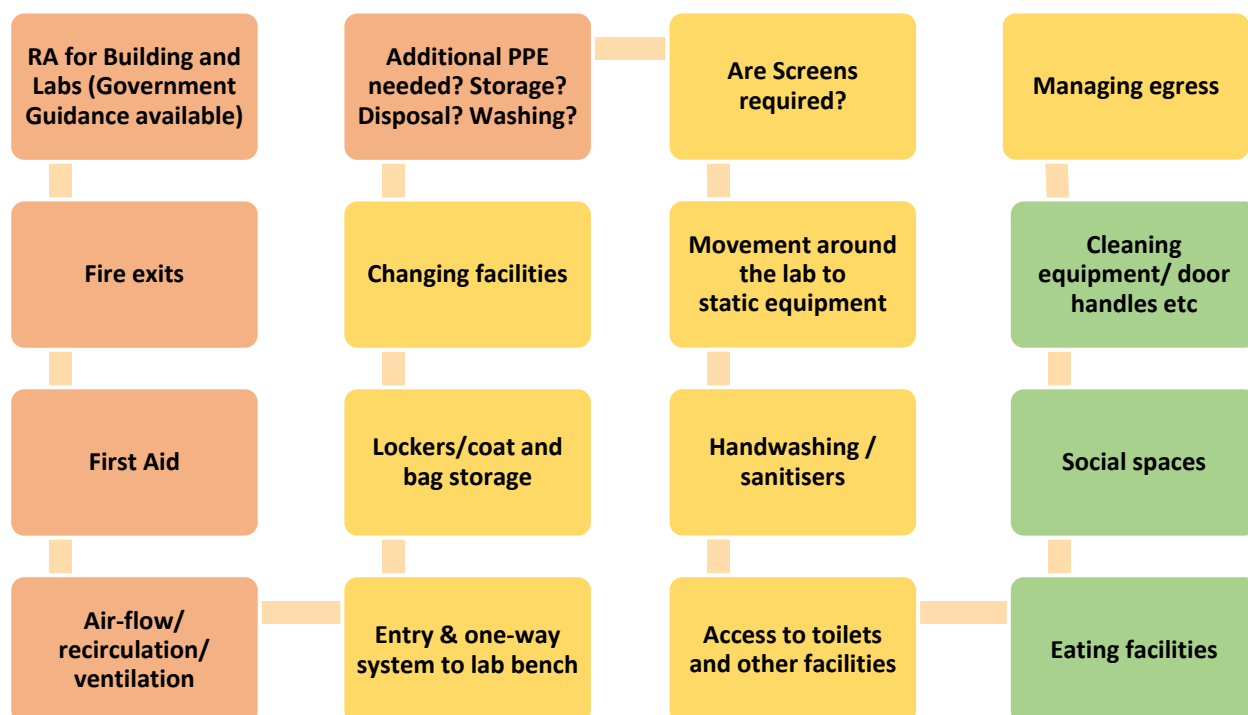 RA for Building and
Labs (Government
Guidance available)
Fire exits
First Aid
Air-flow/
recirculation/
ventilation
Entry & one-way
system to lab bench
Lockers/coat and
bag storage
Changing facilities
Additional PPE
needed? Storage?
Disposal? Washing?
Are Screens
required?
Movement around
the lab to
static equipment
Handwashing /
sanitisers
Access to toilets
and other facilities
Eating facilities
Social spaces
Cleaning
equipment/ door
handles etc
Managing egress